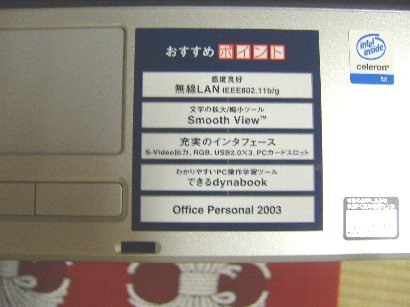 おすすめポイント
感度良好
無線LAN IEEE802.11b/g
文字の拡大/縮小ツール
Smooth View™
充実のインタフェース
S-Video出力、RGB、USB2.0×3、PCカードスロット
わかりやすいPC操作学習ツール
できるdynabook
Office Personal 2003
intel
inside
celeron
M